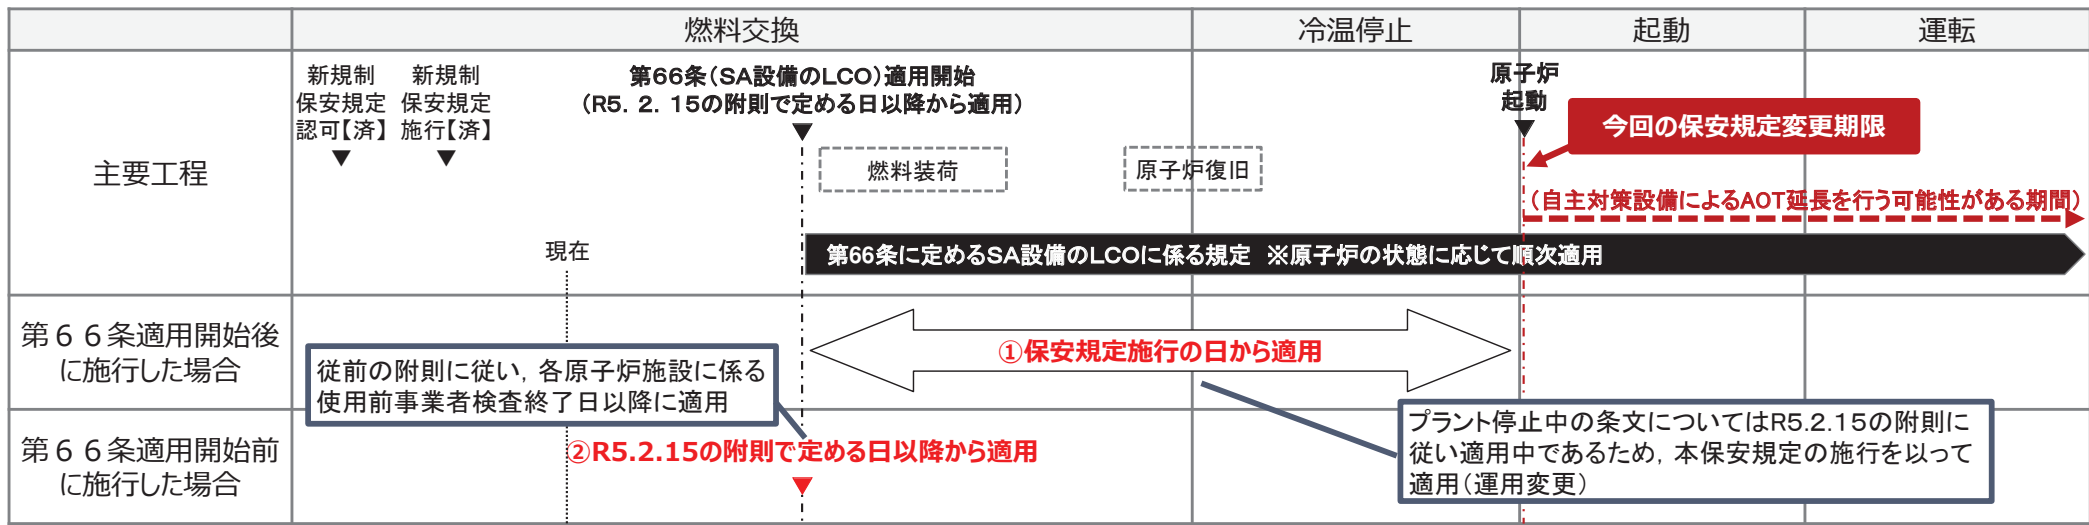 燃料交換
冷温停止
起動
運転
主要工程
新規制
保安規定
認可【済】
新規制
保安規定
施行【済】
第66条（SA設備のLCO）適用開始
（R5．2．15の附則で定める日以降から適用）
原子炉
起動
今回の保安規定変更期限
燃料装荷
原子炉復旧
（自主対策設備によるAOT延長を行う可能性がある期間）
現在
第66条に定めるSA設備のLCOに係る規定 ※原子炉の状態に応じて順次適用
第６６条適用開始後
に施行した場合
①保安規定施行の日から適用
従前の附則に従い，各原子炉施設に係る
使用前事業者検査終了日以降に適用
第６６条適用開始前
に施行した場合
②R5.2.15の附則で定める日以降から適用
プラント停止中の条文についてはR5.2.15の附則に
従い適用中であるため，本保安規定の施行を以って
適用（運用変更）